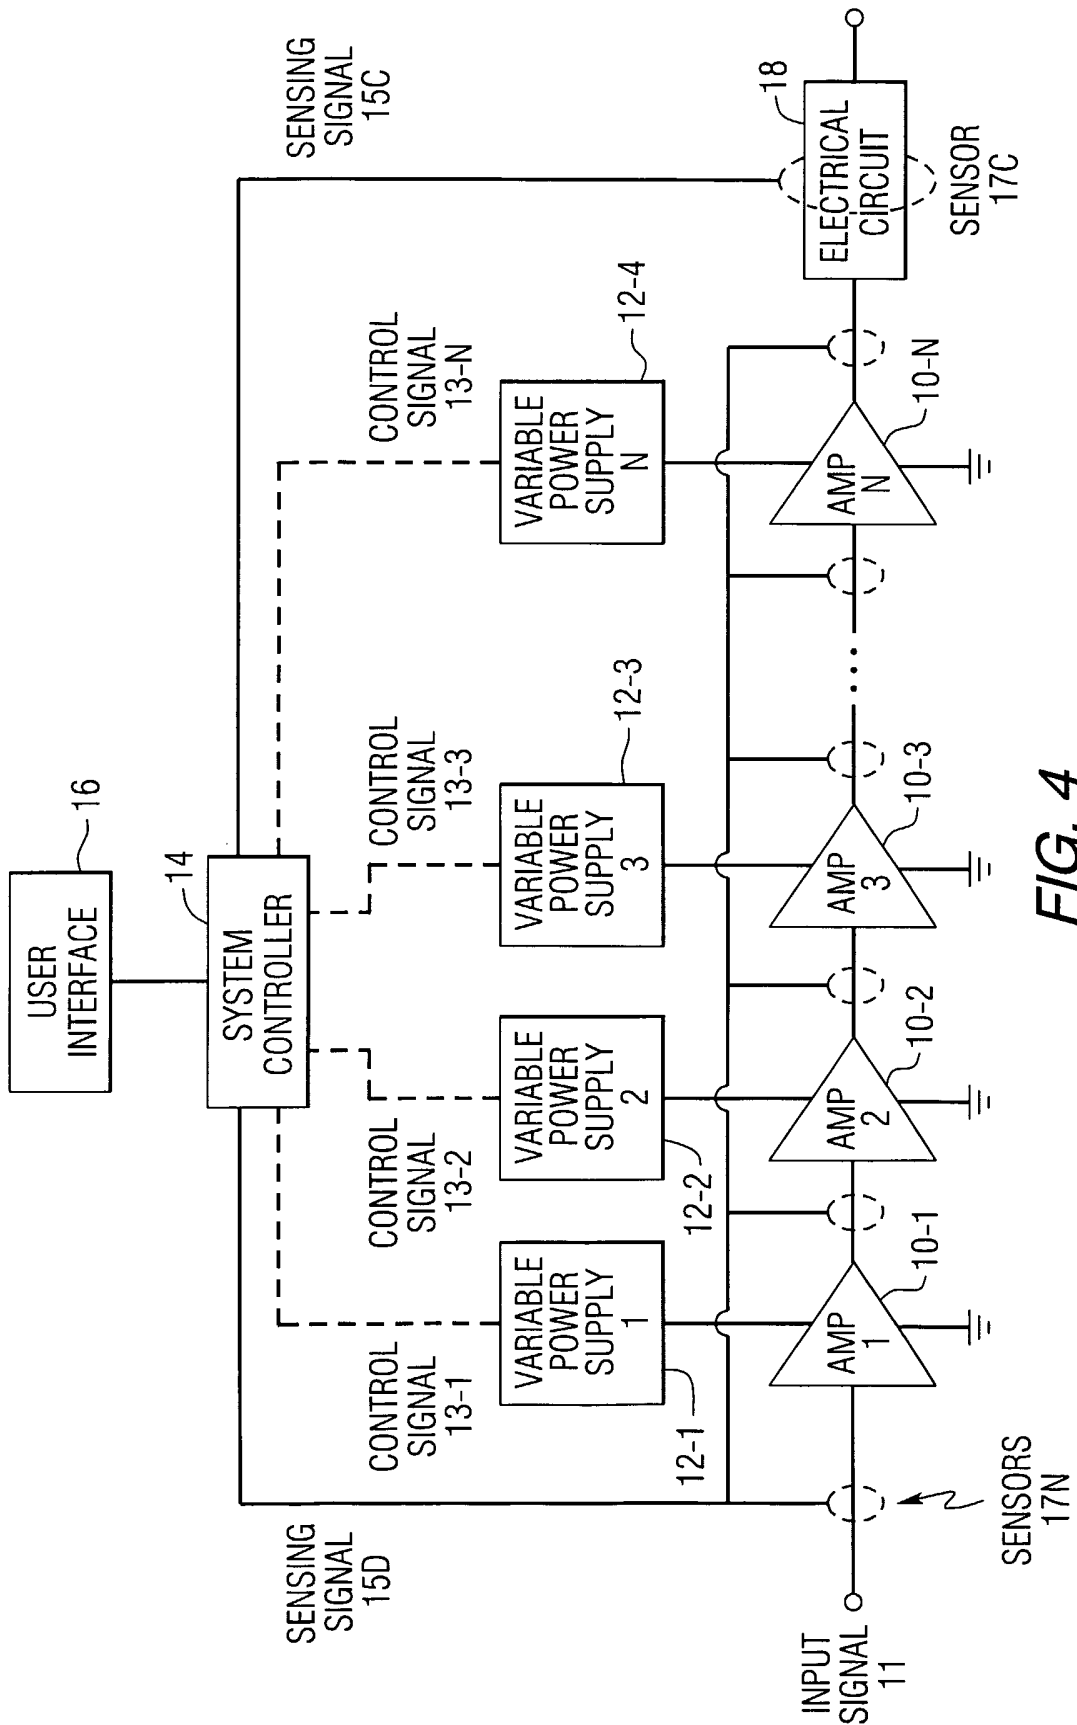 USER
INTERFACE
16
SYSTEM
CONTROLLER
14
SENSING
SIGNAL
15D
SENSING
SIGNAL
15C
CONTROL
SIGNAL
13-1
CONTROL
SIGNAL
13-2
CONTROL
SIGNAL
13-3
CONTROL
SIGNAL
13-N
VARIABLE
POWER
SUPPLY
1
12-1
VARIABLE
POWER
SUPPLY
2
12-2
VARIABLE
POWER
SUPPLY
3
12-3
VARIABLE
POWER
SUPPLY
N
12-4
INPUT
SIGNAL
11
AMP
1
10-1
AMP
2
10-2
AMP
3
10-3
AMP
N
10-N
ELECTRICAL
CIRCUIT
18
SENSORS
17N
SENSOR
17C
FIG. 4